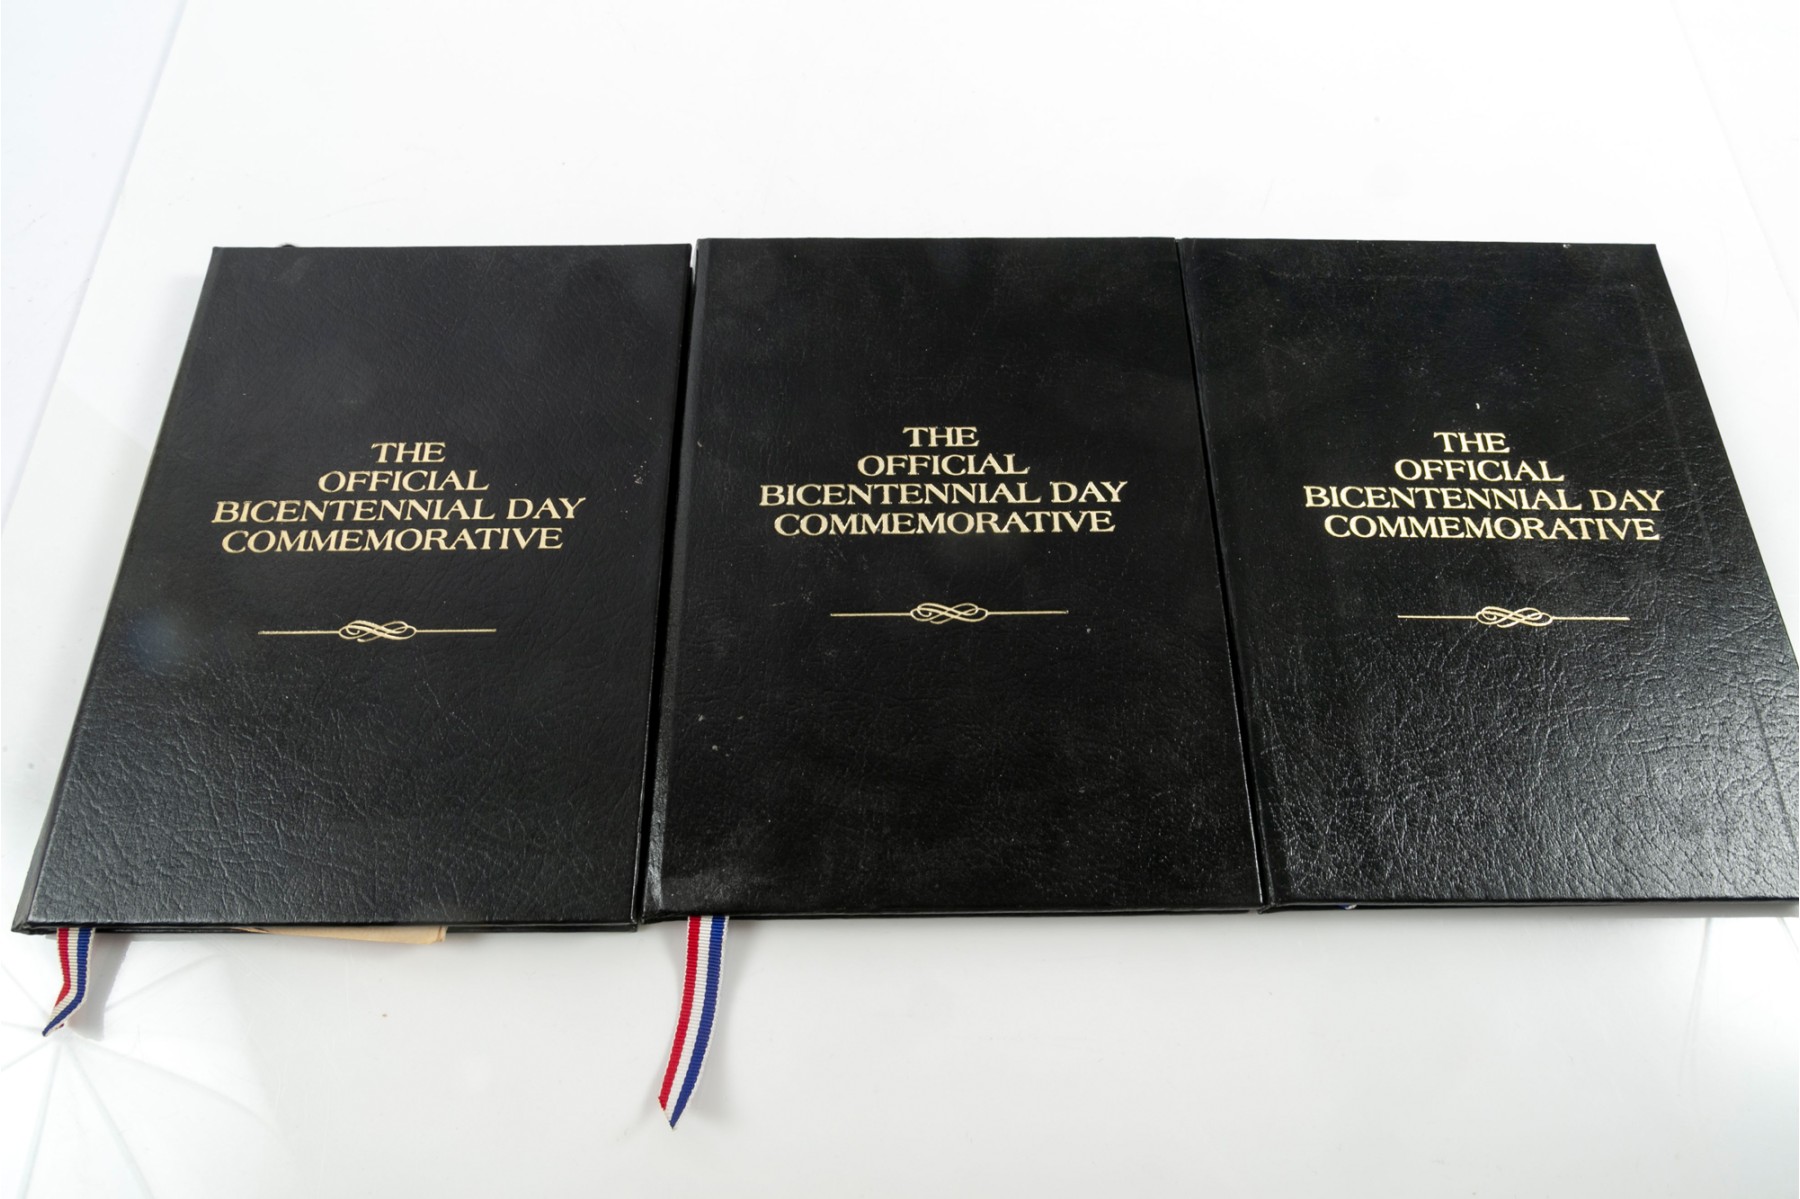 THE
OFFICIAL
BICENTENNIAL DAY
COMMEMORATIVE
THE
OFFICIAL
BICENTENNIAL DAY
COMMEMORATIVE
THE
OFFICIAL
BICENTENNIAL DAY
COMMEMORATIVE